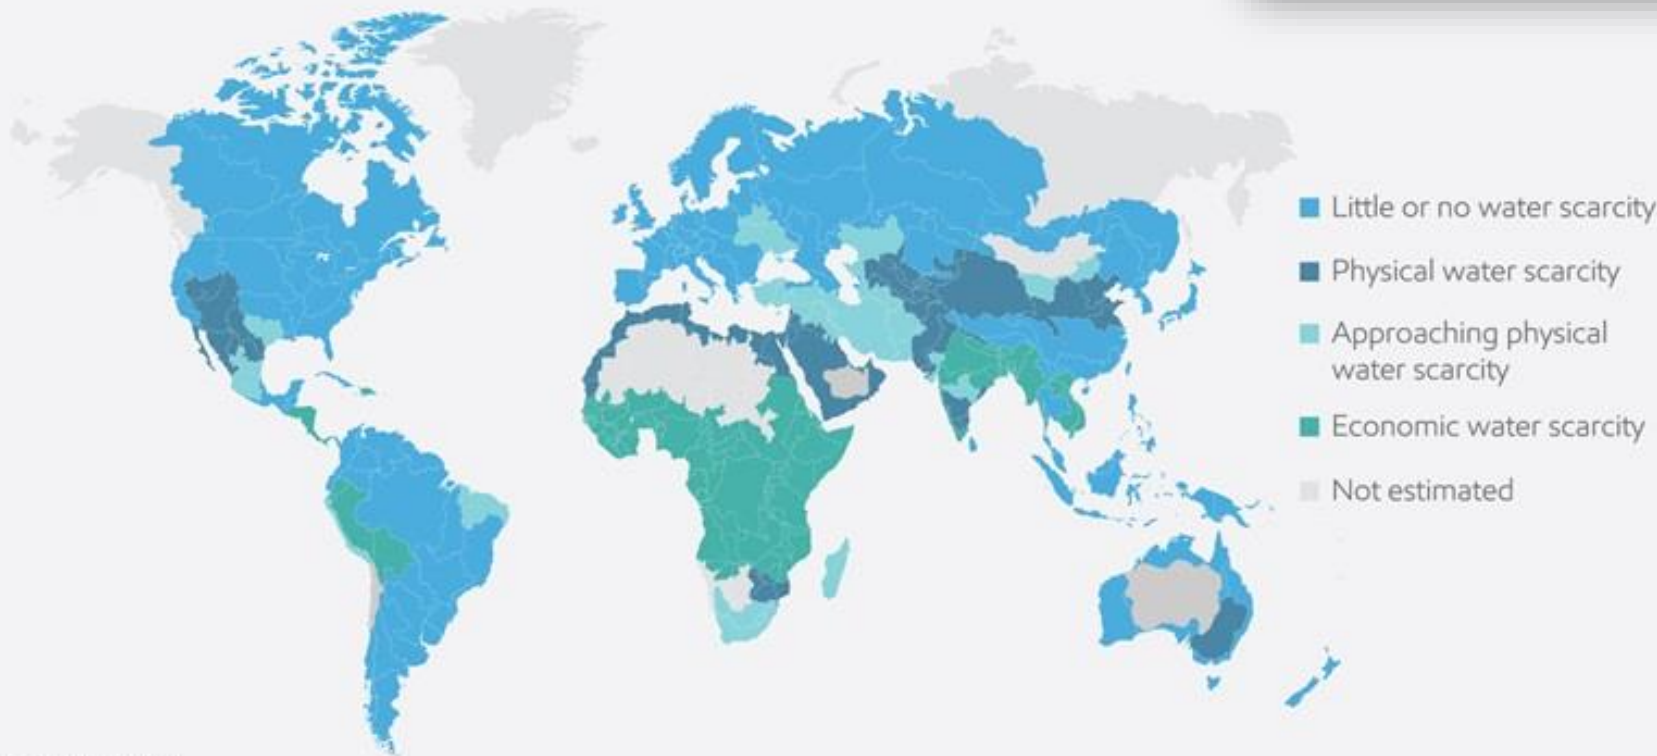 Little or no water scarcity
Physical water scarcity
Approaching physical
water scarcity
Economic water scarcity
Not estimated